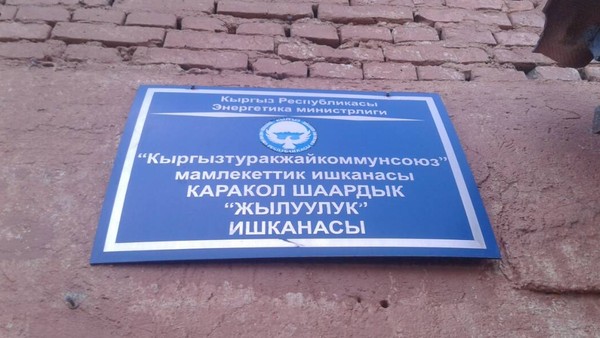 Кыргыз Республикасы
Энергетика министрлиги
“Кыргызтуракжайкоммунсоюз”
мамлекеттик ишканасы
КАРАКОЛ ШААРДЫК
“ЖЫЛУУЛУК”
ИШКАНАСЫ